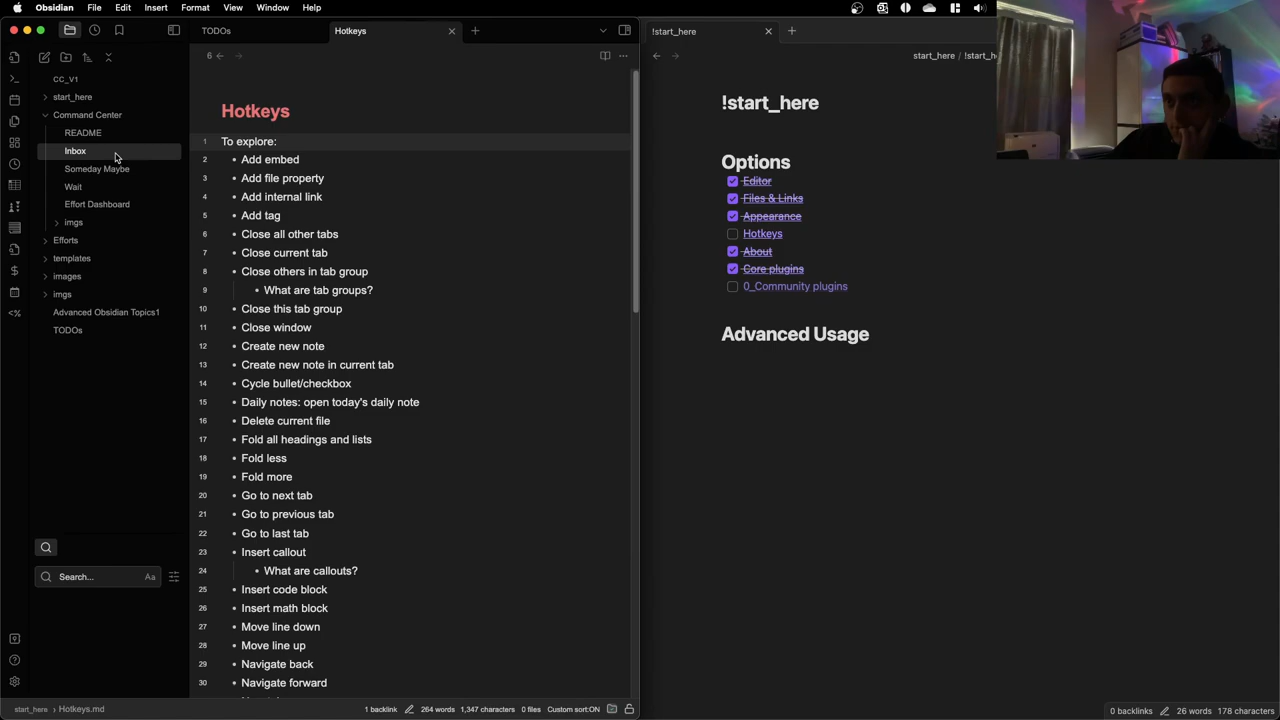 Obsidian File Edit Insert Format View Window Help
TODOs
Hotkeys
!start_here
6
start_here / !start_he
CC_V1
start_here
Command Center
README
Inbox
Someday Maybe
Wait
Effort Dashboard
imgs
Efforts
templates
images
imgs
Advanced Obsidian Topics1
TODOs
Search...
Aa
Hotkeys
1 To explore:
2 • Add embed
3 • Add file property
4 • Add internal link
5 • Add tag
6 • Close all other tabs
7 • Close current tab
8 • Close others in tab group
9 • What are tab groups?
10 • Close this tab group
11 • Close window
12 • Create new note
13 • Create new note in current tab
14 • Cycle bullet/checkbox
15 • Daily notes: open today's daily note
16 • Delete current file
17 • Fold all headings and lists
18 • Fold less
19 • Fold more
20 • Go to next tab
21 • Go to previous tab
22 • Go to last tab
23 • Insert callout
24 • What are callouts?
25 • Insert code block
26 • Insert math block
27 • Move line down
28 • Move line up
29 • Navigate back
30 • Navigate forward
start_here > Hotkeys.md
1 backlink 264 words 1,347 characters 0 files Custom sort:ON
!start_here
Options
Editor
Files & Links
Appearance
Hotkeys
About
Core plugins
0_Community plugins
Advanced Usage
0 backlinks 26 words 178 characters